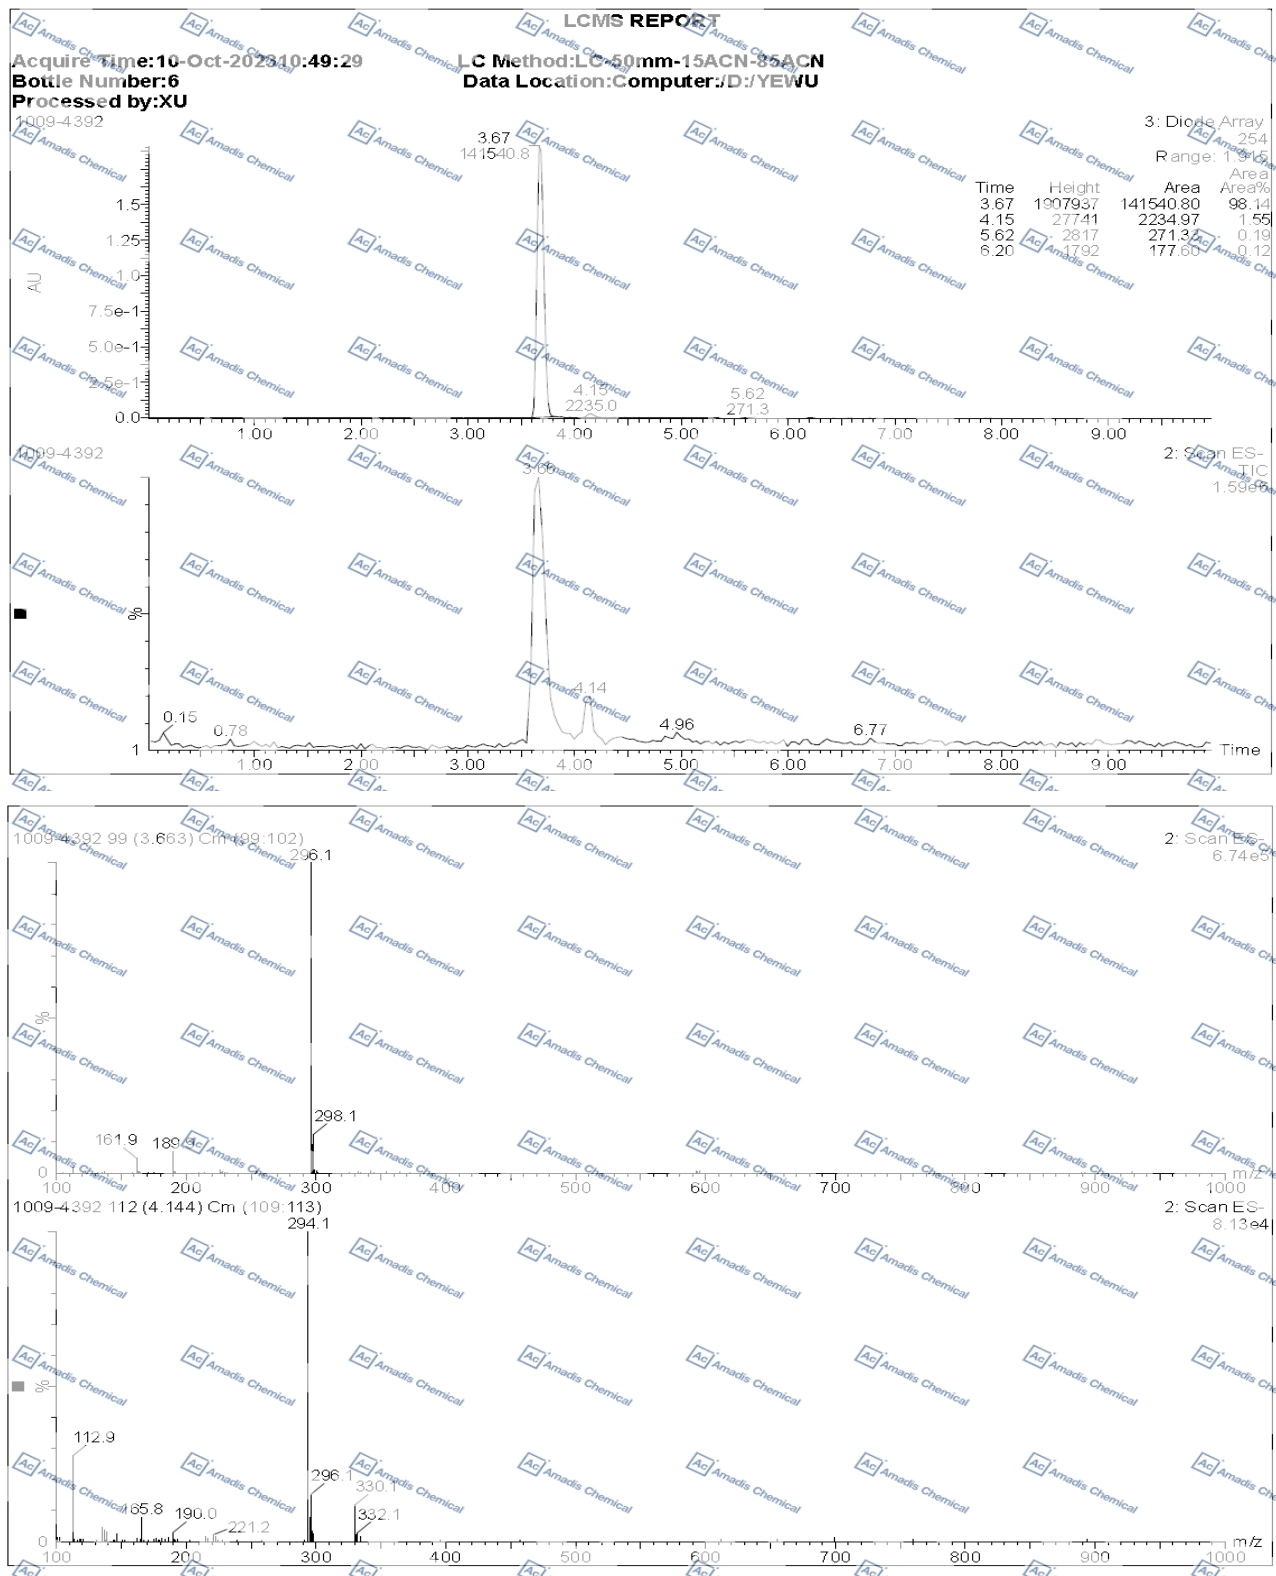 LCMS REPORT
Acquire Time:10-Oct-202310:49:29 LC Method:LC-50mm-15ACN-85ACN
Bottle Number:6 Data Location:Computer:/D:/YEWU
Processed by:XU
1009-4392 3: Diode Array
254
Range: 1.915
Area
Time Height Area Area%
3.67 1907937 141540.80 98.14
4.15 27741 2234.97 1.55
5.62 2817 271.33 0.19
6.20 1792 177.60 0.12
3.67
141540.8
AU
1.5
1.25
1.0
7.5e-1
5.0e-1
2.5e-1
0.0
4.15
2235.0
5.62
271.3
1.00 2.00 3.00 4.00 5.00 6.00 7.00 8.00 9.00
1009-4392 2: Scan ES-
TIC
1.59e6
3.66
%
4.14
0.15
0.78
4.96
6.77
1
Time
1.00 2.00 3.00 4.00 5.00 6.00 7.00 8.00 9.00
1009-4392 99 (3.663) Cm (99:102) 2: Scan ES-
6.74e5
296.1
%
298.1
161.9
0
m/z
100 200 300 400 500 600 700 800 900 1000
1009-4392 112 (4.144) Cm (109:113) 2: Scan ES-
8.13e4
294.1
%
112.9
296.1
330.1
165.8
190.0
332.1
221.2
0
m/z
100 200 300 400 500 600 700 800 900 1000
Ac Amadis Chemical